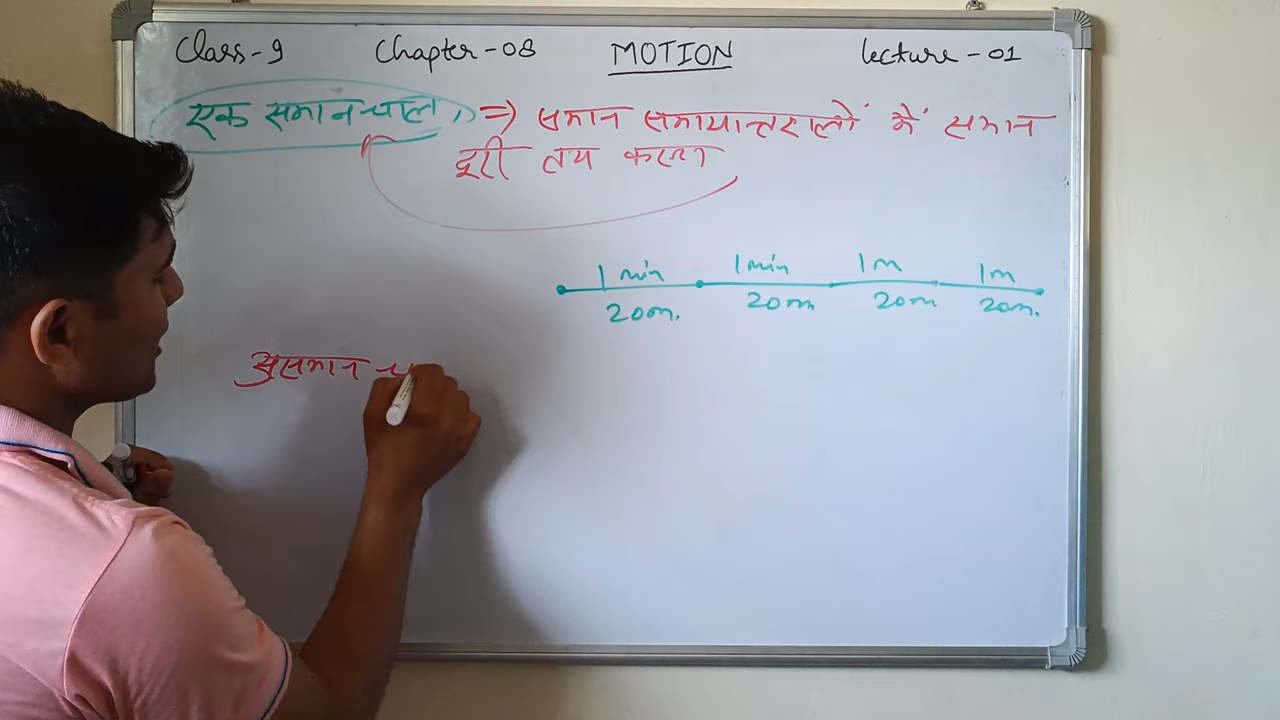 Class-9 Chapter-08 MOTION Lecture-01
एक समान चाल, => समान समयान्तरालों में समान
दूरी तय करना
1 min 1 min 1m 1m
20m. 20m 20m 20m.
असमान च